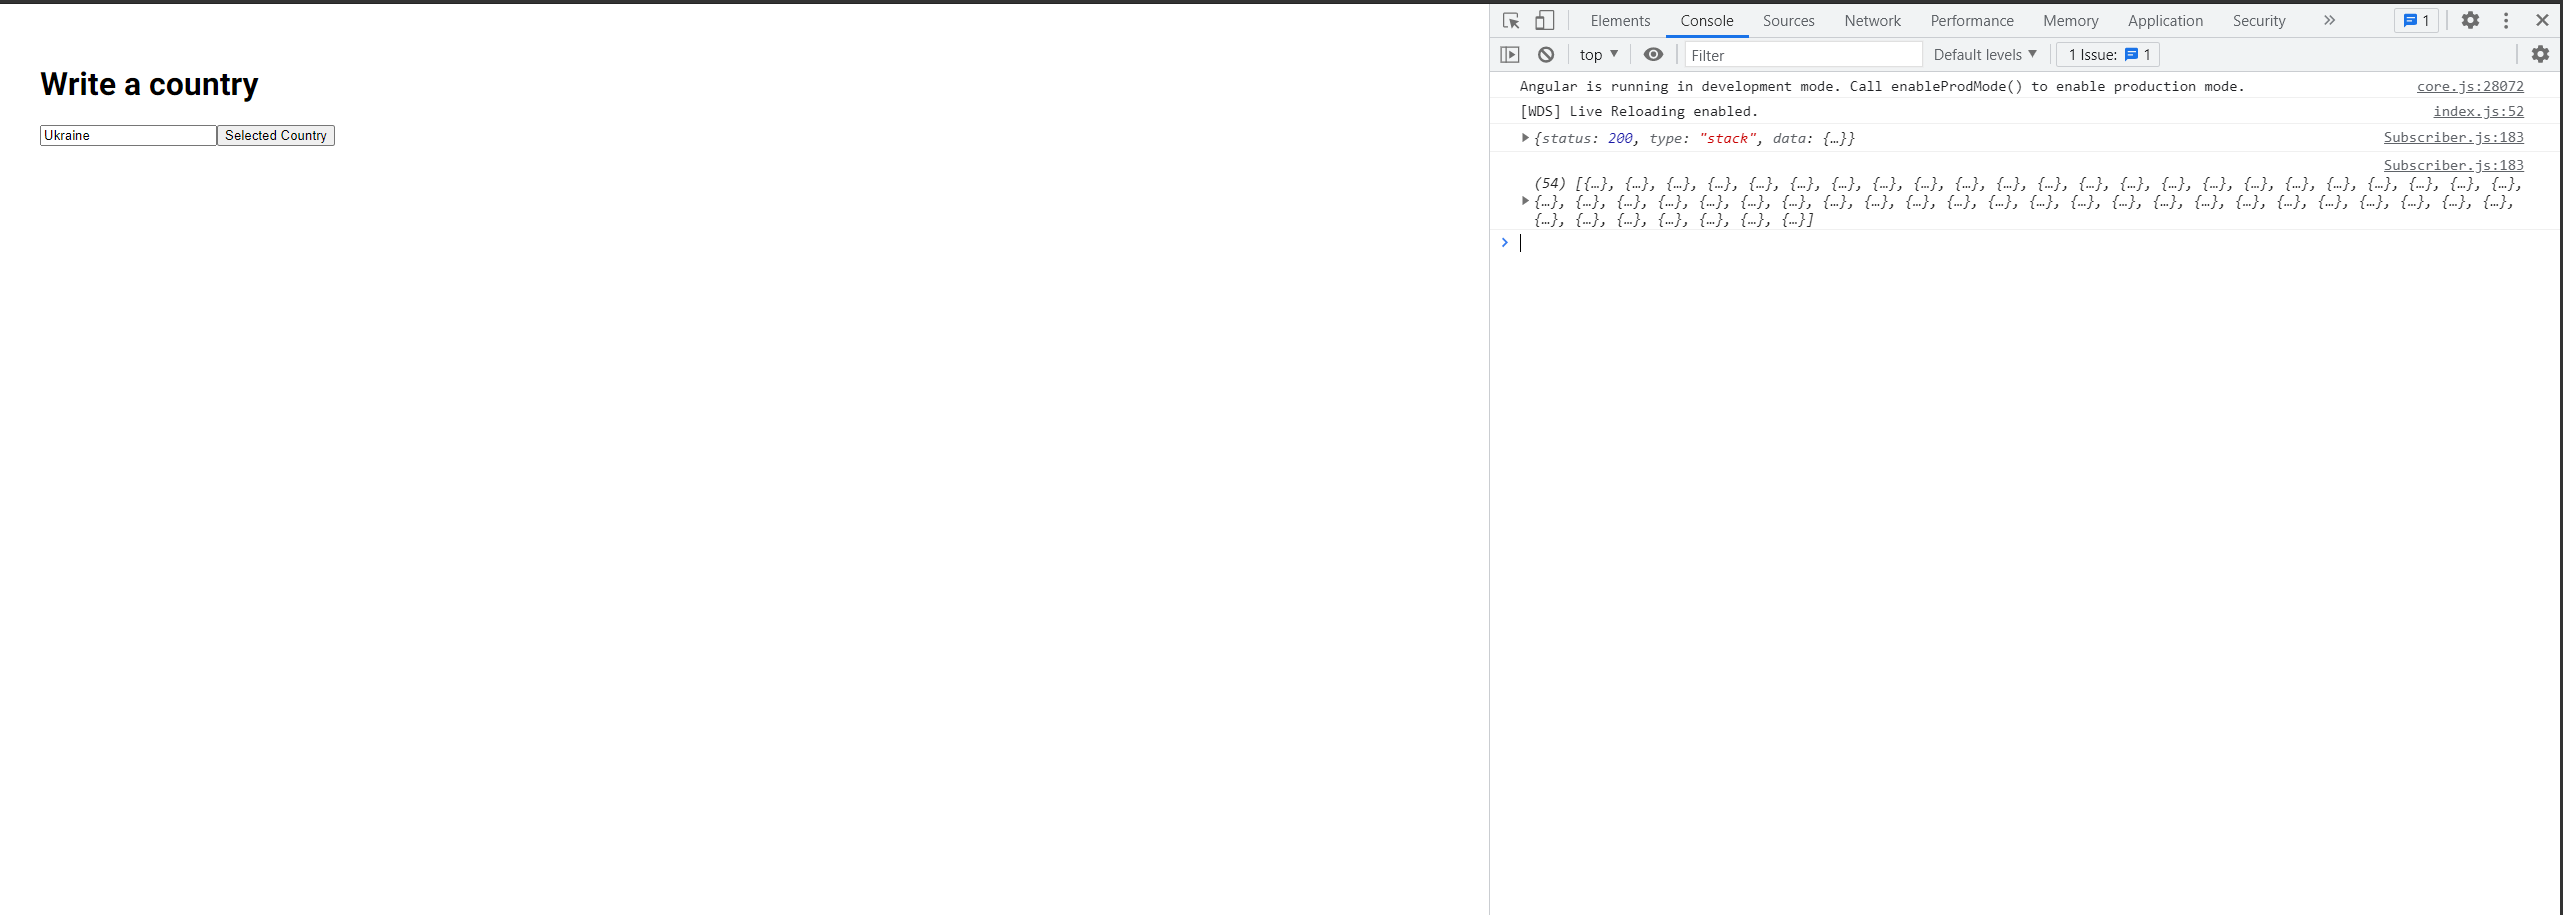 Write a country
Ukraine Selected Country
Elements Console Sources Network Performance Memory Application Security » 1
top ▼ Filter Default levels ▼ 1 Issue: 1
Angular is running in development mode. Call enableProdMode() to enable production mode. core.js:28072
[WDS] Live Reloading enabled. index.js:52
▶ {status: 200, type: "stack", data: {…}} Subscriber.js:183
Subscriber.js:183
(54) [{…}, {…}, {…}, {…}, {…}, {…}, {…}, {…}, {…}, {…}, {…}, {…}, {…}, {…}, {…}, {…}, {…}, {…}, {…}, {…}, {…}, {…}, {…},
▶ {…}, {…}, {…}, {…}, {…}, {…}, {…}, {…}, {…}, {…}, {…}, {…}, {…}, {…}, {…}, {…}, {…}, {…}, {…}, {…}, {…}, {…}, {…}, {…},
{…}, {…}, {…}, {…}, {…}, {…}, {…}]
>